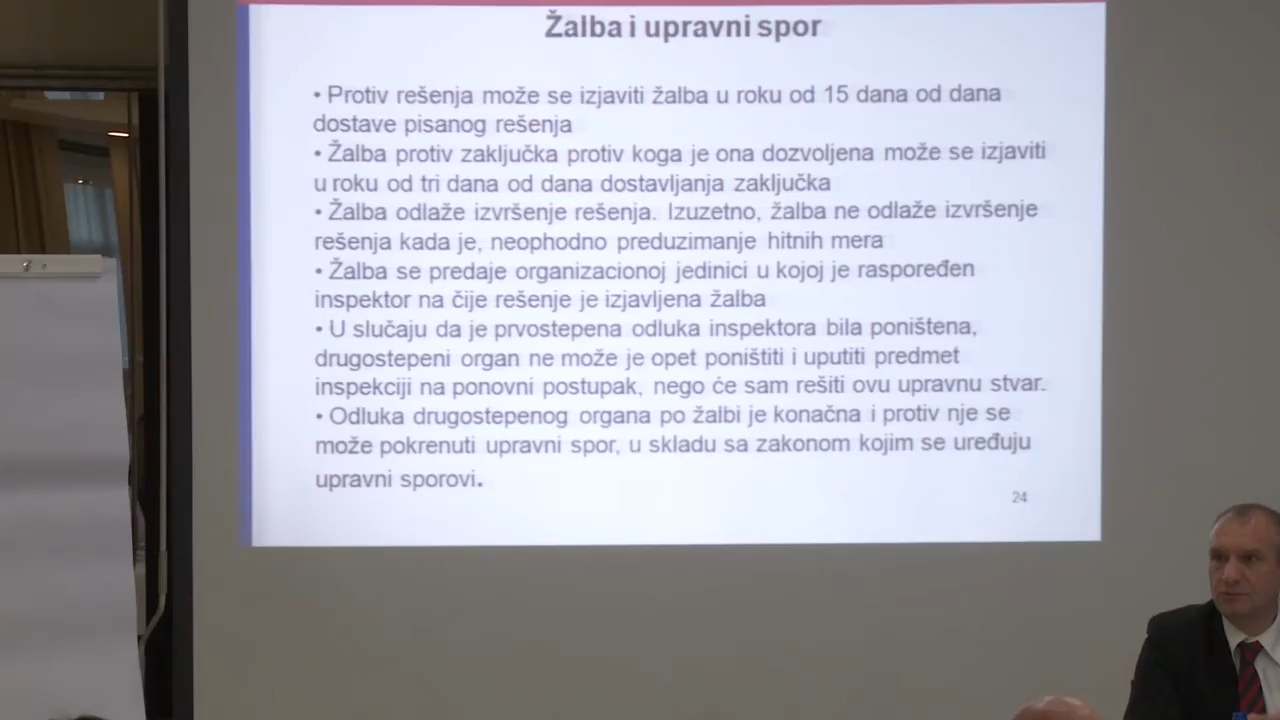 Žalba i upravni spor
• Protiv rešenja može se izjaviti žalba u roku od 15 dana od dana
dostave pisanog rešenja
• Žalba protiv zaključka protiv koga je ona dozvoljena može se izjaviti
u roku od tri dana od dana dostavljanja zaključka
• Žalba odlaže izvršenje rešenja. Izuzetno, žalba ne odlaže izvršenje
rešenja kada je, neophodno preduzimanje hitnih mera
• Žalba se predaje organizacionoj jedinici u kojoj je raspoređen
inspektor na čije rešenje je izjavljena žalba
• U slučaju da je prvostepena odluka inspektora bila poništena,
drugostepeni organ ne može je opet poništiti i uputiti predmet
inspekciji na ponovni postupak, nego će sam rešiti ovu upravnu stvar.
• Odluka drugostepenog organa po žalbi je konačna i protiv nje se
može pokrenuti upravni spor, u skladu sa zakonom kojim se uređuju
upravni sporovi.
24